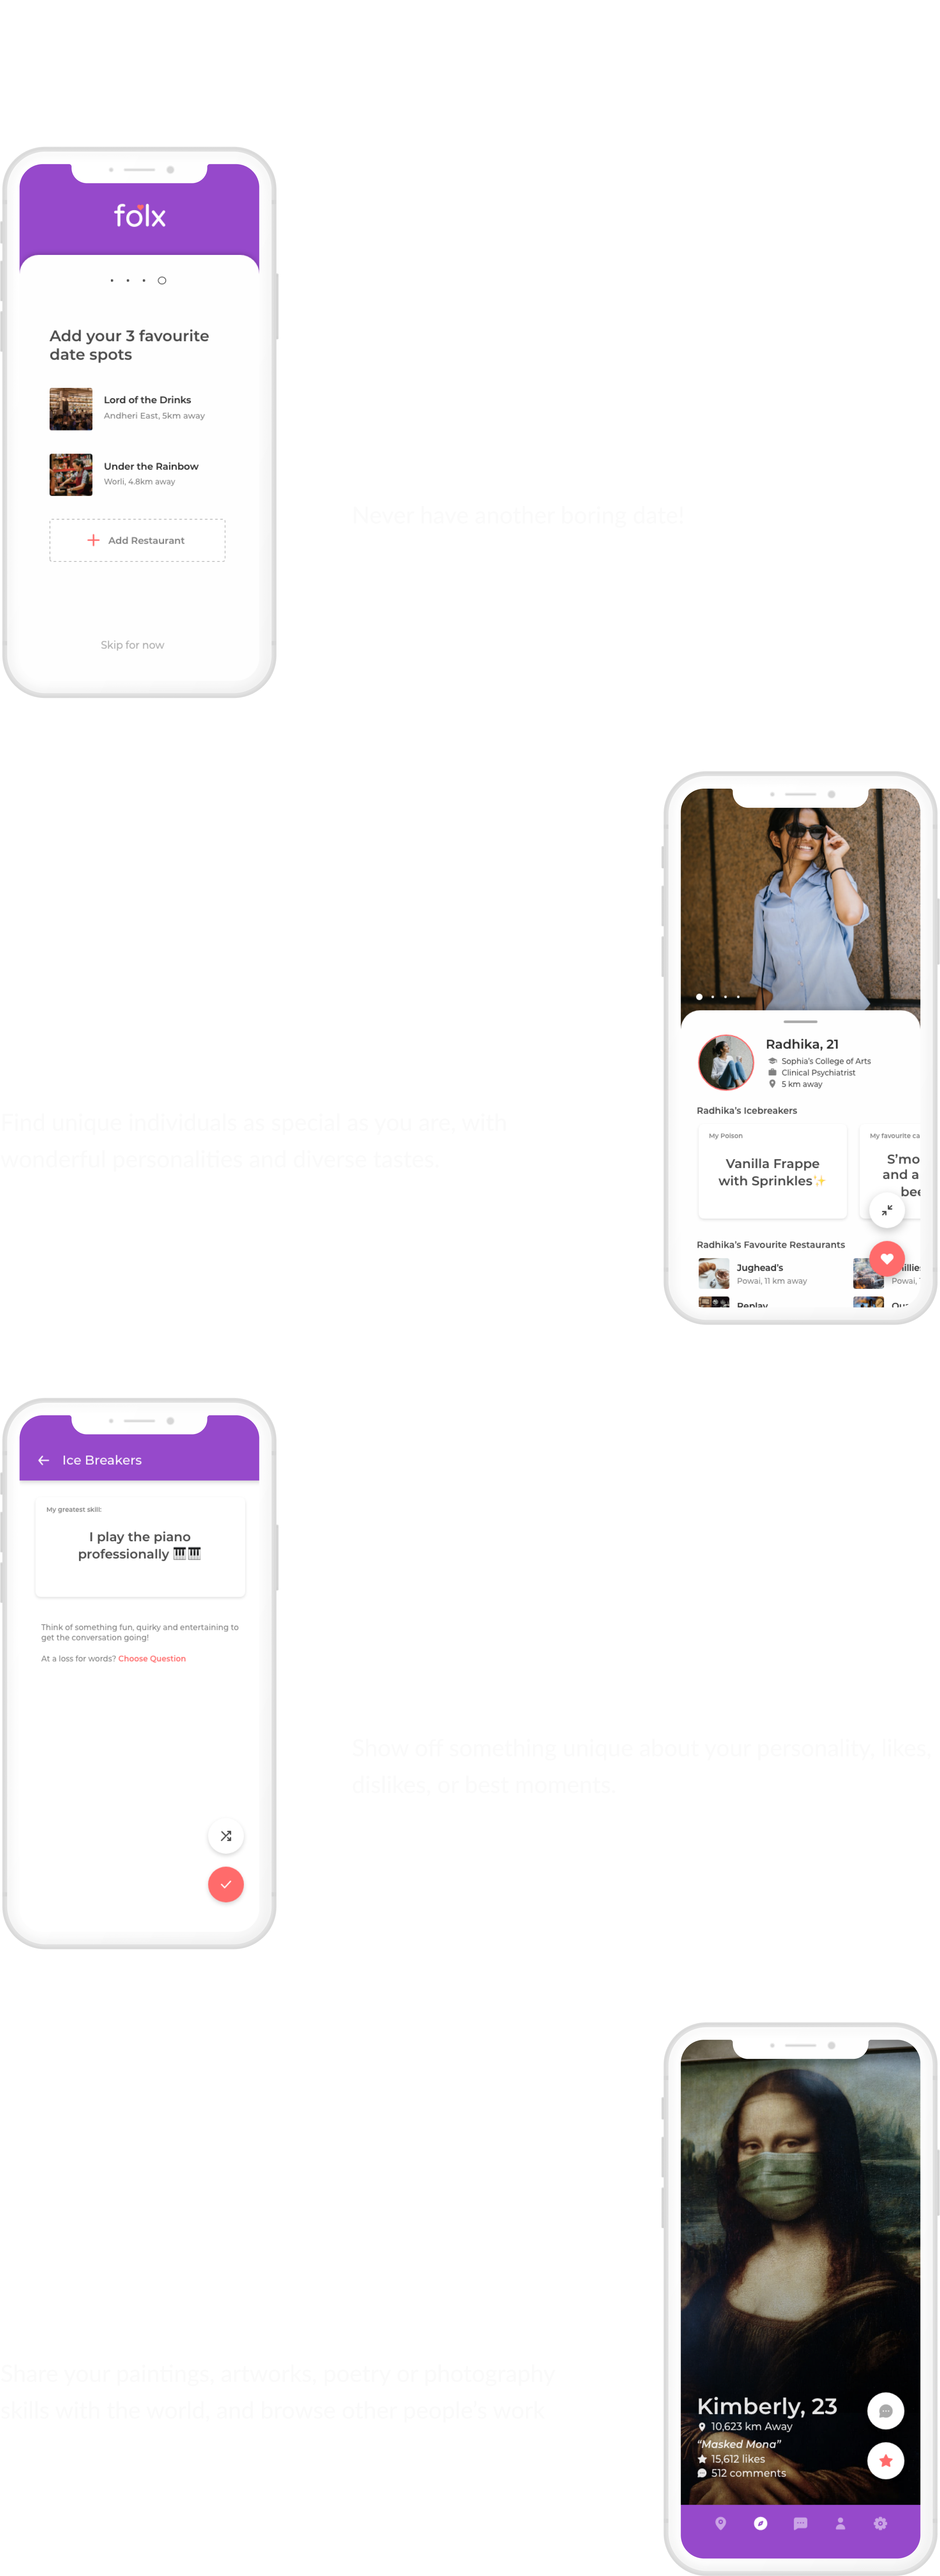 folx
Add your 3 favourite
date spots
Lord of the Drinks
Andheri East, 5km away
Under the Rainbow
Worli, 4.8km away
Add Restaurant
Skip for now
Never have another boring date!
Radhika, 21
Sophia's College of Arts
Clinical Psychiatrist
5 km away
Radhika's Icebreakers
My Poison
My favourite ca
Vanilla Frappe
with Sprinkles✨
S'mo
and a
bee
Radhika's Favourite Restaurants
Jughead's
Powai, 11 km away
Powai,
Replay
Find unique individuals as special as you are, with
wonderful personalities and diverse tastes.
Ice Breakers
My greatest skill:
I play the piano
professionally 🎹🎹
Think of something fun, quirky and entertaining to
get the conversation going!
At a loss for words? Choose Question
Show off something unique about your personality, likes,
dislikes, or best moments.
Share your paintings, artworks, poetry or photography
skills with the world, and browse other people's work
Kimberly, 23
10,623 km Away
“Masked Mona”
15,612 likes
512 comments